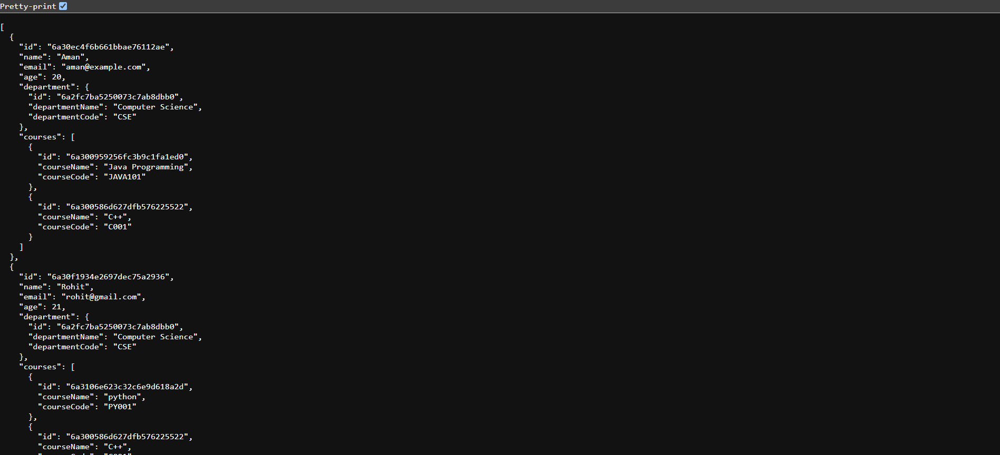 Pretty-print
[
  {
    "id": "6a30ec4f6b661bbae76112ae",
    "name": "Aman",
    "email": "aman@example.com",
    "age": 20,
    "department": {
      "id": "6a2fc7ba5250073c7ab8dbb0",
      "departmentName": "Computer Science",
      "departmentCode": "CSE"
    },
    "courses": [
      {
        "id": "6a300959256fc3b9c1fa1ed0",
        "courseName": "Java Programming",
        "courseCode": "JAVA101"
      },
      {
        "id": "6a300586d627dfb576225522",
        "courseName": "C++",
        "courseCode": "C001"
      }
    ]
  },
  {
    "id": "6a30f1934e2697dec75a2936",
    "name": "Rohit",
    "email": "rohit@gmail.com",
    "age": 21,
    "department": {
      "id": "6a2fc7ba5250073c7ab8dbb0",
      "departmentName": "Computer Science",
      "departmentCode": "CSE"
    },
    "courses": [
      {
        "id": "6a3106e623c32c6e9d618a2d",
        "courseName": "python",
        "courseCode": "PY001"
      },
      {
        "id": "6a300586d627dfb576225522",
        "courseName": "C++",